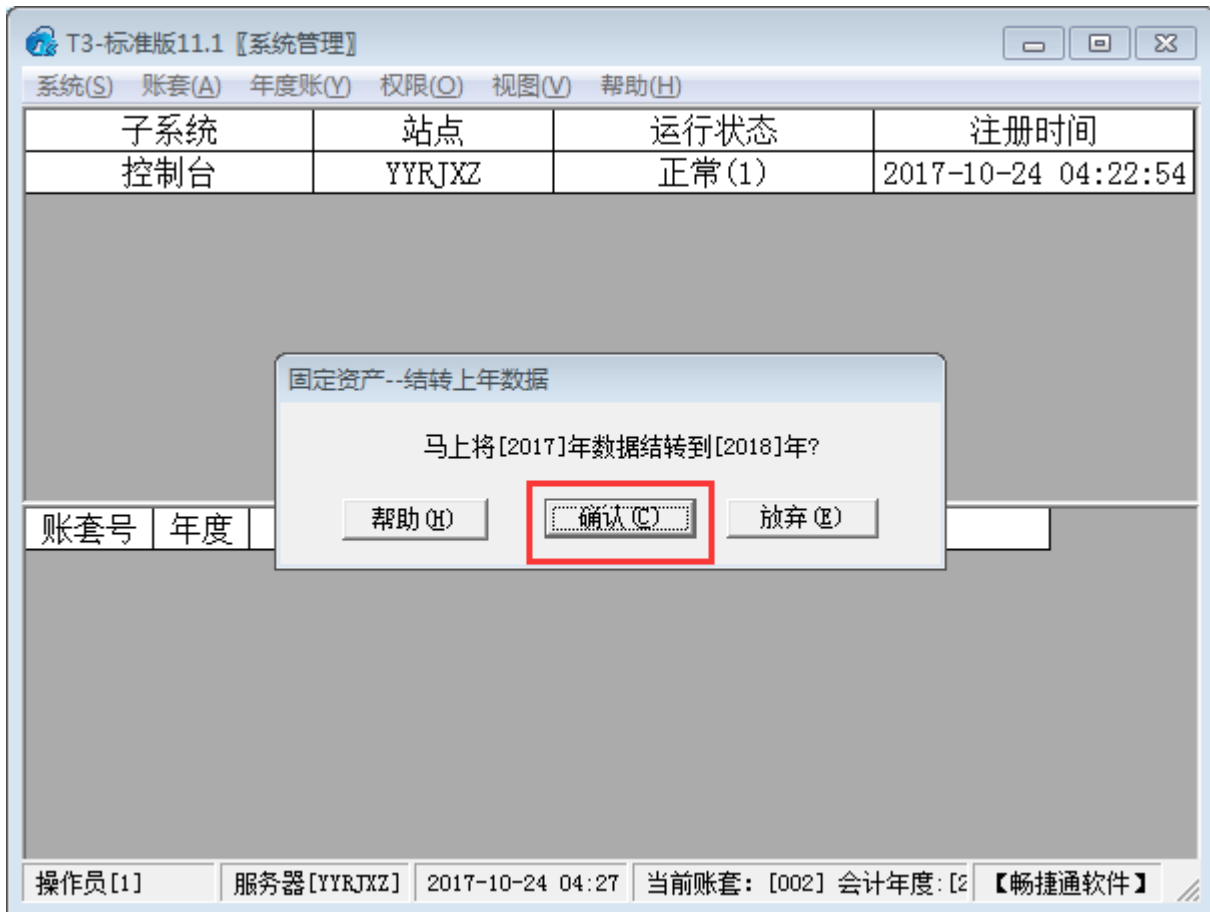 T3-标准版11.1〖系统管理〗
系统(S) 账套(A) 年度账(Y) 权限(O) 视图(V) 帮助(H)
子系统 站点 运行状态 注册时间
控制台 YYRJXZ 正常(1) 2017-10-24 04:22:54
固定资产--结转上年数据
马上将[2017]年数据结转到[2018]年?
帮助(H) 确认(C) 放弃(E)
账套号 年度
操作员[1] 服务器[YYRJXZ] 2017-10-24 04:27 当前账套: [002] 会计年度:[2 【畅捷通软件】